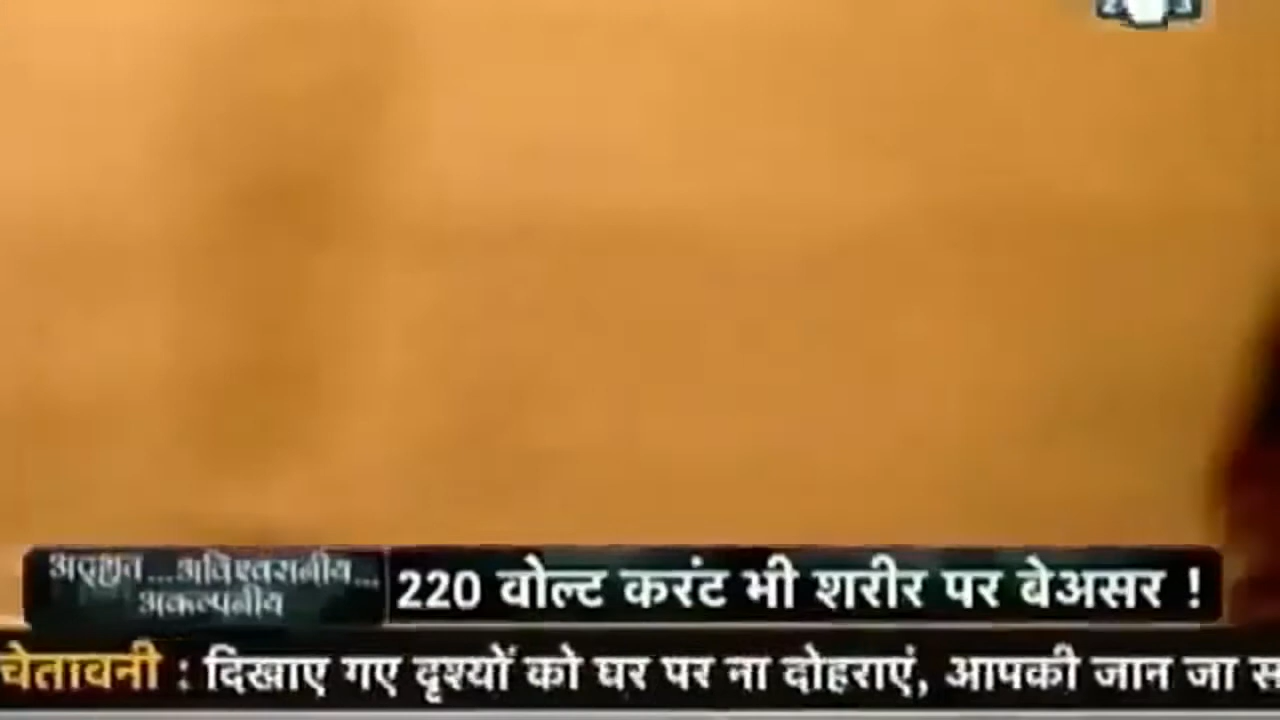 अद्भुत...अविश्वसनीय...
अकल्पनीय
220 वोल्ट करंट भी शरीर पर बेअसर !
चेतावनी : दिखाए गए दृश्यों को घर पर ना दोहराएं, आपकी जान जा स